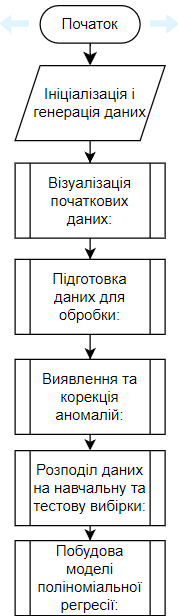 Початок
Ініціалізація і
генерація даних
Візуалізація
початкових
даних:
Підготовка
даних для
обробки:
Виявлення та
корекція
аномалій:
Розподіл даних
на навчальну та
тестову вибірки:
Побудова
моделі
поліноміальної
регресії: